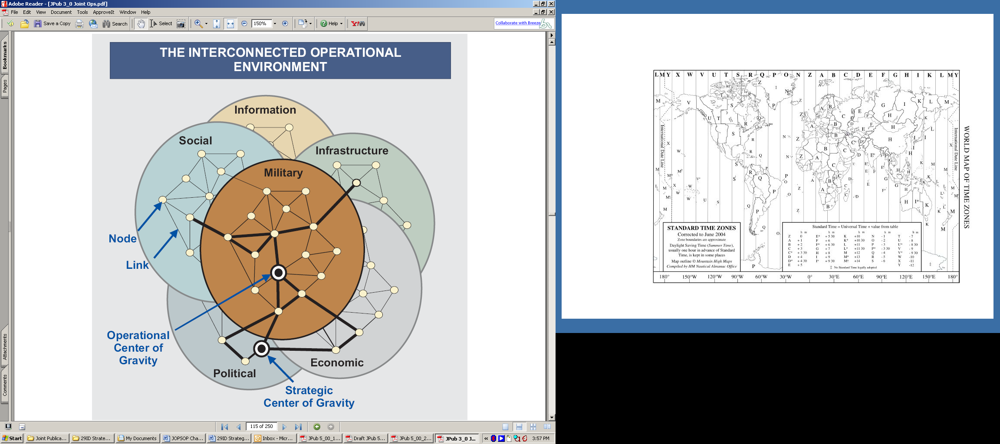 Adobe Reader - [JPub 3_0 Joint Ops.pdf]
File Edit View Document Tools ApproveIt Window Help
Save a Copy Search Select 150% Help Y! Collaborate with Breeze
Bookmarks
Pages
Attachments
Comments
THE INTERCONNECTED OPERATIONAL
ENVIRONMENT
Information
Social
Infrastructure
Military
Node
Link
Operational
Center of
Gravity
Economic
Political
Strategic
Center of Gravity
115 of 250
Start Joint Publica... 29ID Strate... My Documents JOPSOP Cha... 29ID Strateg... Inbox - Micr... JPub 5_00_1... Draft JPub 5... JPub 5_00_2... JPub 3_0 J... « 3:57 PM
L M Y X W V U T S R Q P O N Z A B C D E F G H I K L M Y
International Date Line
International Date Line
WORLD MAP OF TIME ZONES
STANDARD TIME ZONES
Corrected to June 2004
Zone boundaries are approximate
Daylight Saving Time (Summer Time),
usually one hour in advance of Standard
Time, is kept in some places
Map outline © Mountain High Maps
Compiled by HM Nautical Almanac Office
Standard Time = Universal Time + value from table
h m h m h m h m h m
Z 0 E* + 5 30 K +10 N - 1 T - 7
A + 1 F + 6 K* +10 30 O - 2 U - 8
B + 2 F* + 6 30 L +11 P - 3 U* - 8 30
C + 3 G + 7 L* +11 30 P* - 3 30 V - 9
C* + 3 30 H + 8 M +12 Q - 4 V* - 9 30
D + 4 I + 9 M* +13 R - 5 W -10
D* + 4 30 I* + 9 30 M† +14 S - 6 X -11
E + 5 Y -12
‡ No Standard Time legally adopted
180° 150°W 120°W 90°W 60°W 30°W 0° 30°E 60°E 90°E 120°E 150°E 180°